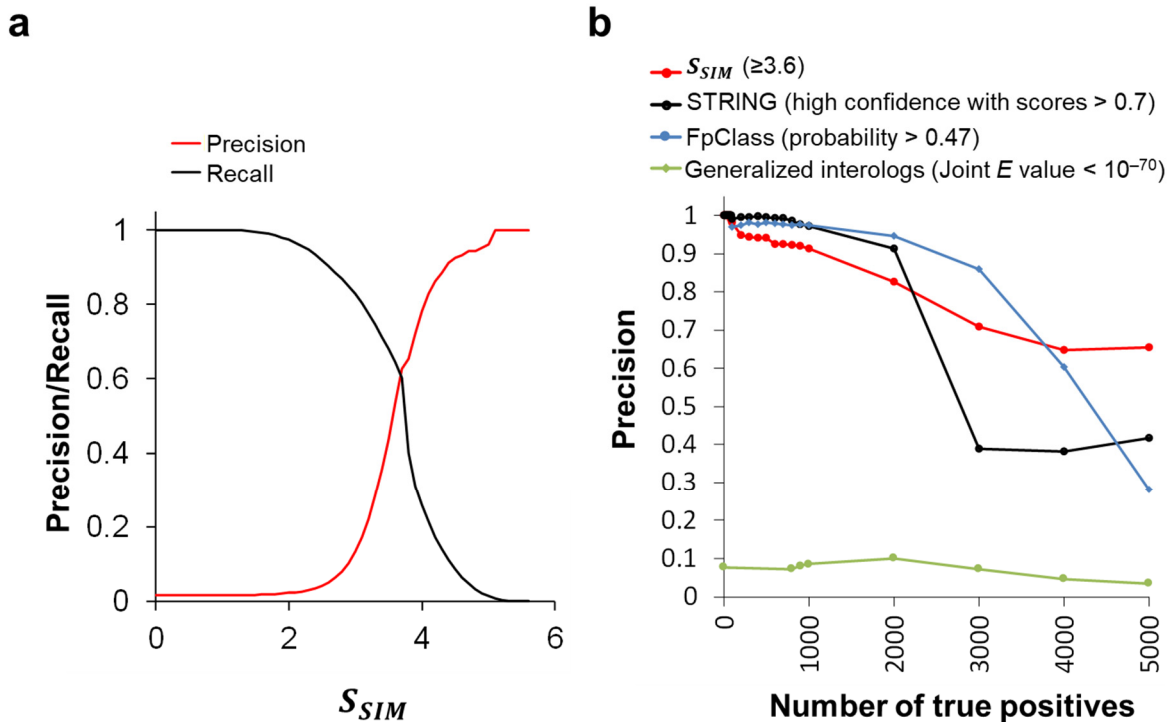 a
Precision
Recall
Precision/Recall
1
0.8
0.6
0.4
0.2
0
0 2 4 6
S_SIM
b
S_SIM (≥3.6)
STRING (high confidence with scores > 0.7)
FpClass (probability > 0.47)
Generalized interologs (Joint E value < 10⁻⁷⁰)
Precision
1
0.9
0.8
0.7
0.6
0.5
0.4
0.3
0.2
0.1
0
0 1000 2000 3000 4000 5000
Number of true positives